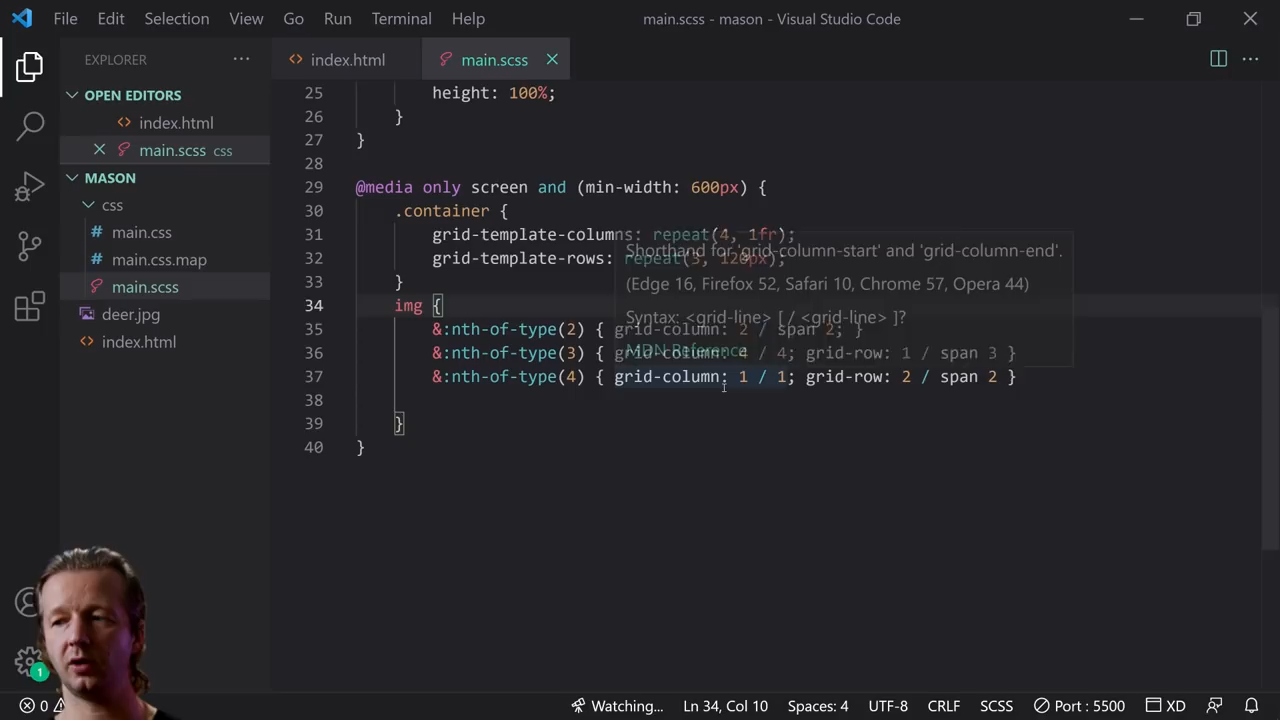 File Edit Selection View Go Run Terminal Help main.scss - mason - Visual Studio Code
EXPLORER ··· index.html main.scss
OPEN EDITORS
index.html
main.scss css
MASON
css
main.css
main.css.map
main.scss
deer.jpg
index.html
1
25 height: 100%;
26 }
27 }
28
29 @media only screen and (min-width: 600px) {
30 .container {
31 grid-template-columns: repeat(4, 1fr);
32 grid-template-rows: repeat(3, 120px);
33 }
34 img {
35 &:nth-of-type(2) { grid-column: 2 / span 2; }
36 &:nth-of-type(3) { grid-column: 4 / 4; grid-row: 1 / span 3 }
37 &:nth-of-type(4) { grid-column: 1 / 1; grid-row: 2 / span 2 }
38
39 }
40 }
Shorthand for 'grid-column-start' and 'grid-column-end'.
(Edge 16, Firefox 52, Safari 10, Chrome 57, Opera 44)
Syntax: <grid-line> [ / <grid-line> ]?
MDN Reference
0 Watching... Ln 34, Col 10 Spaces: 4 UTF-8 CRLF SCSS Port : 5500 XD